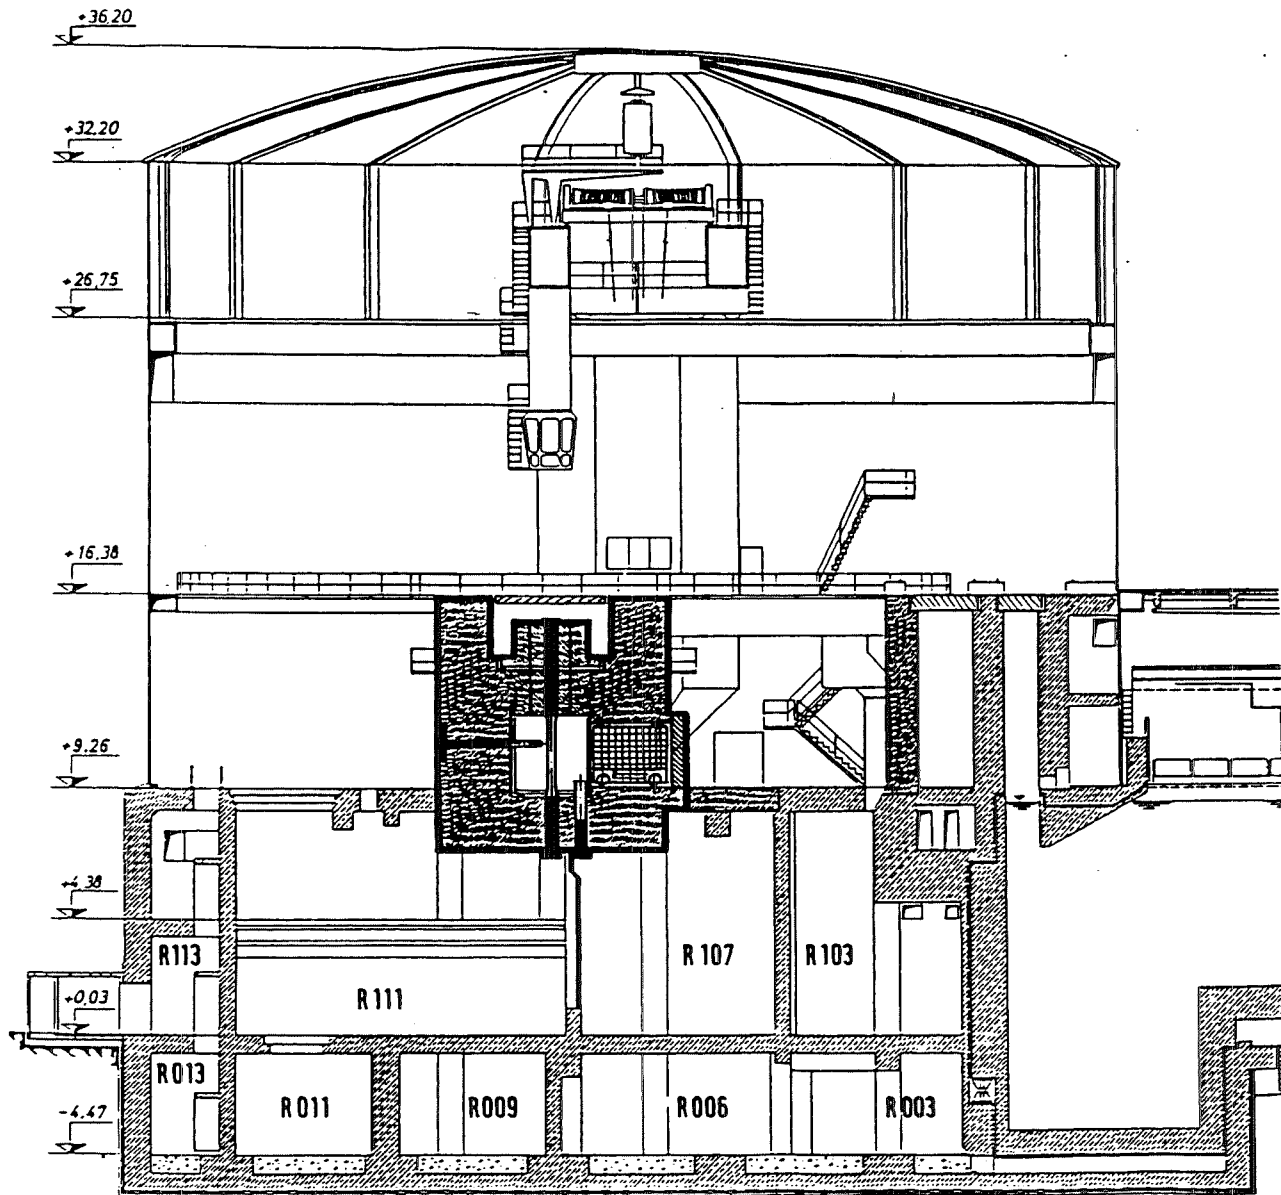 +36,20
+32,20
+26,75
+16,38
+9.26
+4,38
R113
R107
R103
R111
+0,03
R013
R011
R009
R006
R003
-4,47